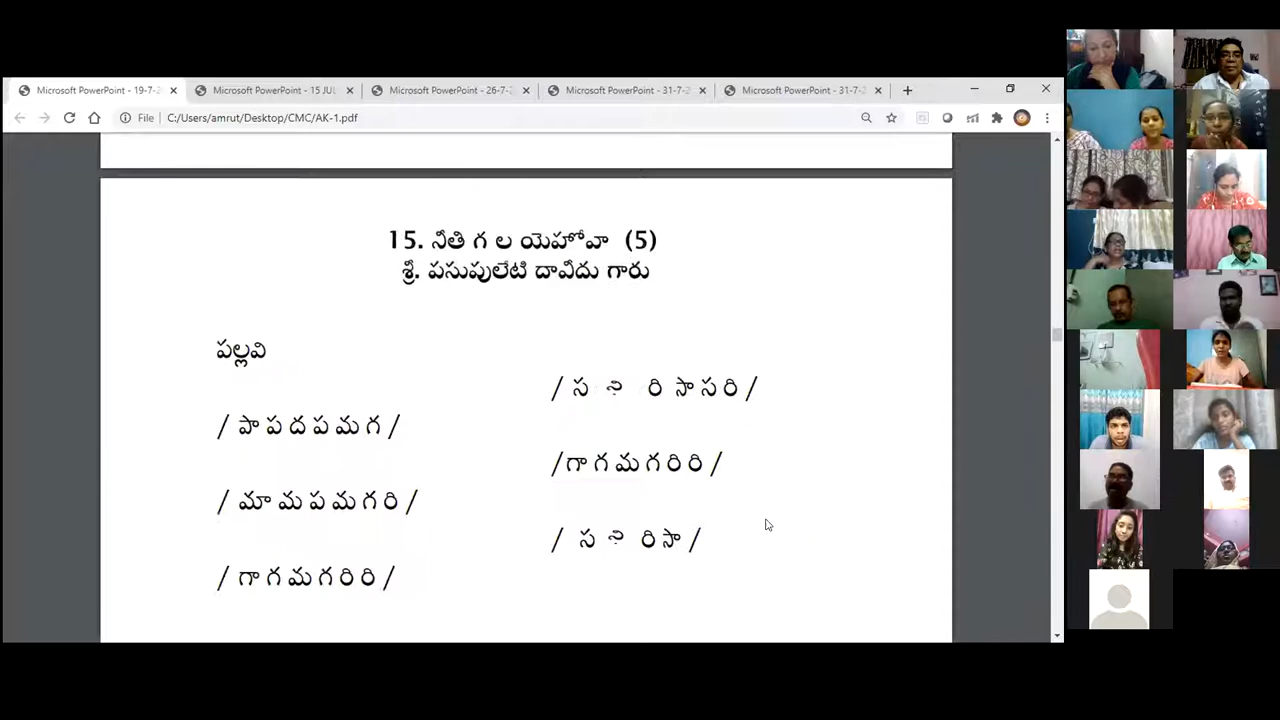 Microsoft PowerPoint - 19-7-2
Microsoft PowerPoint - 15 JUL
Microsoft PowerPoint - 26-7-2
Microsoft PowerPoint - 31-7-2
Microsoft PowerPoint - 31-7-2
File
C:/Users/amrut/Desktop/CMC/AK-1.pdf
15. నీతి గ ల యెహోవా (5)
శ్రీ. పసుపులేటి దావీదు గారు
పల్లవి
/ పా ప ద ప మ గ /
/ మా మ ప మ గ రి /
/ గా గ మ గ రి రి /
/ స ని రి సా స రి /
/గా గ మ గ రి రి /
/ స ని రి సా /